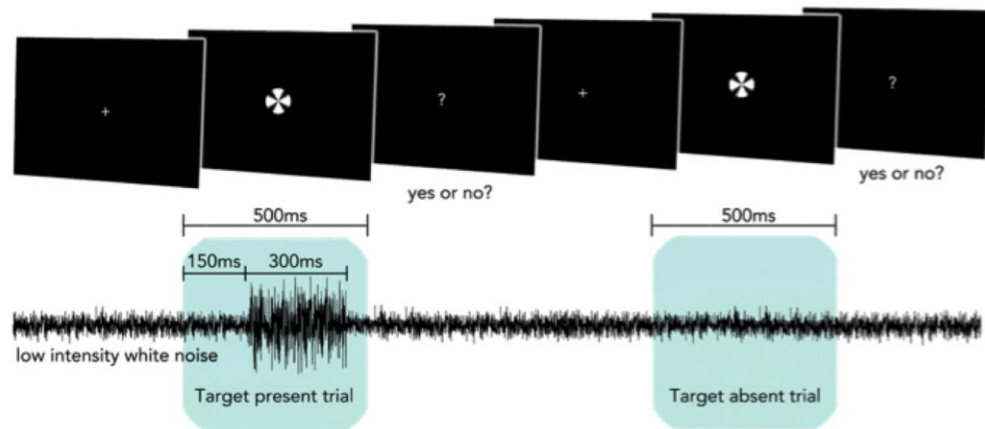 +
?
+
?
yes or no?
yes or no?
500ms
500ms
150ms
300ms
low intensity white noise
Target present trial
Target absent trial